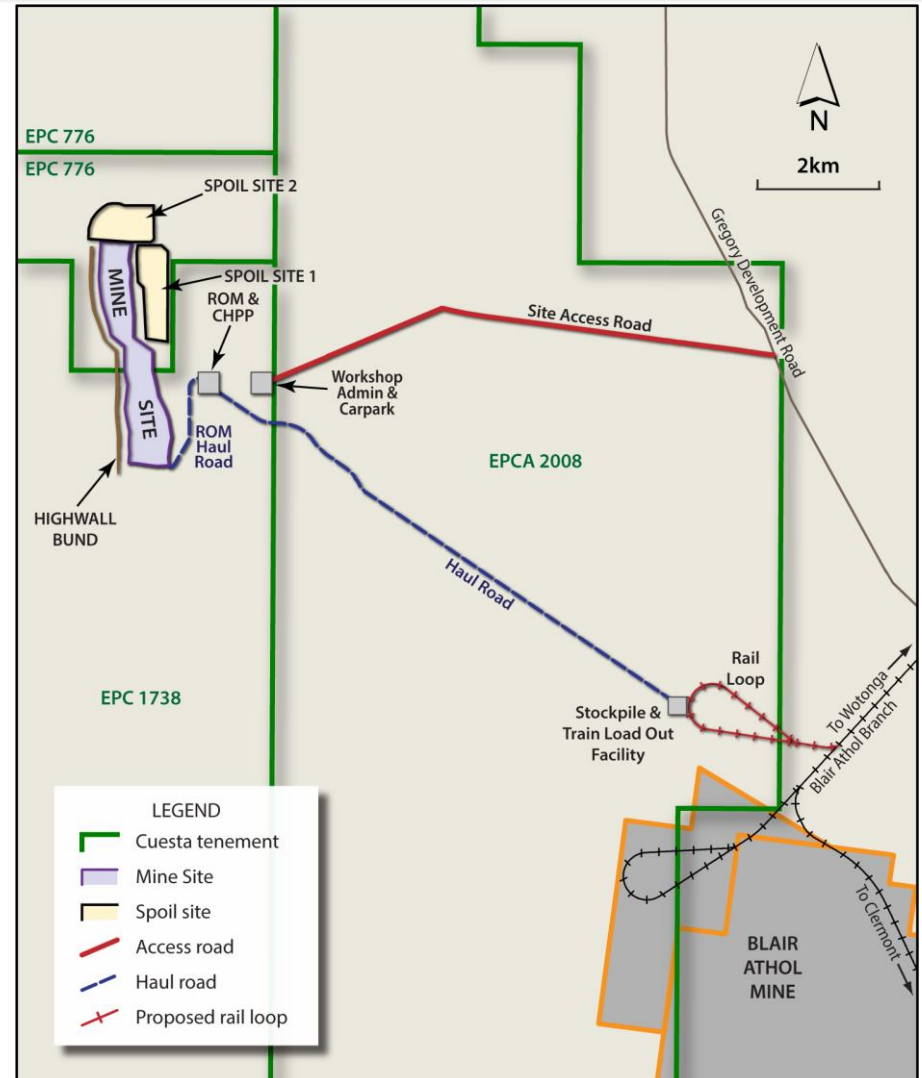 N
2km
EPC 776
EPC 776
SPOIL SITE 2
SPOIL SITE 1
MINE
SITE
ROM &
CHPP
Gregory Development Road
Site Access Road
Workshop
Admin &
Carpark
ROM
Haul
Road
EPCA 2008
HIGHWALL
BUND
Haul Road
EPC 1738
Rail
Loop
Stockpile &
Train Load Out
Facility
To Wotonga
Blair Athol Branch
To Clermont
BLAIR
ATHOL
MINE
LEGEND
Cuesta tenement
Mine Site
Spoil site
Access road
Haul road
Proposed rail loop